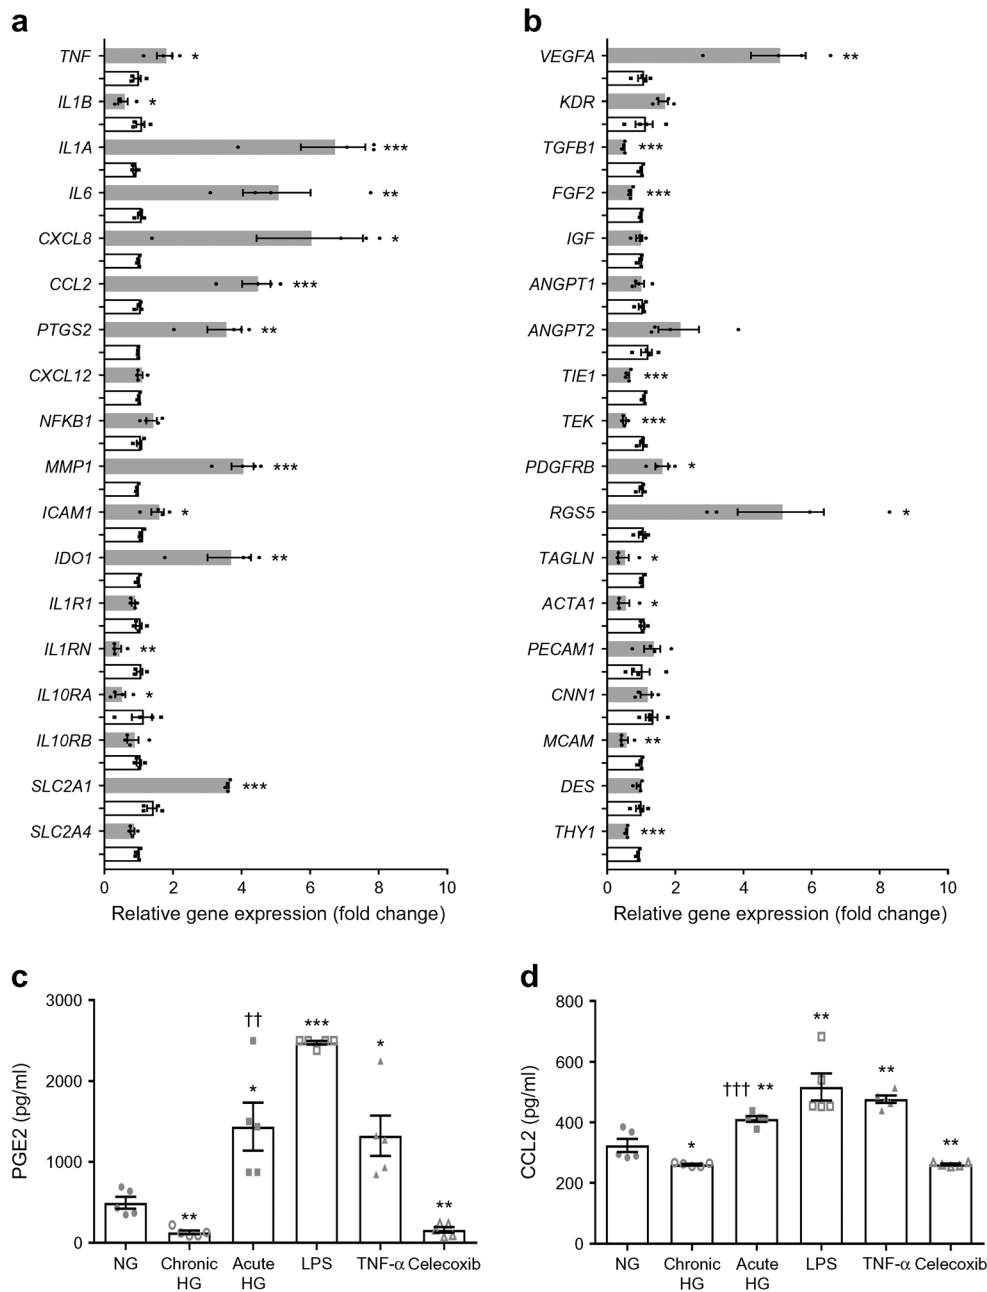 a
TNF *
IL1B *
IL1A ***
IL6 **
CXCL8 *
CCL2 ***
PTGS2 **
CXCL12
NFKB1
MMP1 ***
ICAM1 *
IDO1 **
IL1R1
IL1RN **
IL10RA *
IL10RB
SLC2A1 ***
SLC2A4
0 2 4 6 8 10
Relative gene expression (fold change)
b
VEGFA **
KDR
TGFB1 ***
FGF2 ***
IGF
ANGPT1
ANGPT2
TIE1 ***
TEK ***
PDGFRB *
RGS5 *
TAGLN *
ACTA1 *
PECAM1
CNN1
MCAM **
DES
THY1 ***
0 2 4 6 8 10
Relative gene expression (fold change)
c
PGE2 (pg/ml)
3000
2000
1000
0
††
** * *** * **
NG Chronic HG Acute HG LPS TNF-α Celecoxib
d
CCL2 (pg/ml)
800
600
400
200
0
* ††† ** ** ** **
NG Chronic HG Acute HG LPS TNF-α Celecoxib